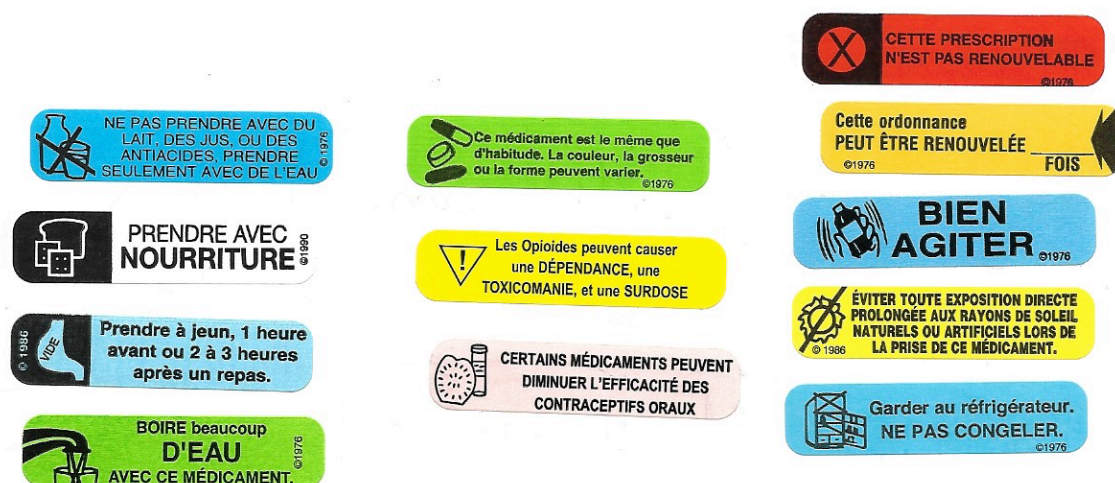 NE PAS PRENDRE AVEC DU
LAIT, DES JUS, OU DES
ANTIACIDES, PRENDRE
SEULEMENT AVEC DE L'EAU
© 1976
PRENDRE AVEC
NOURRITURE
©1990
© 1986
VIDE
Prendre à jeun, 1 heure
avant ou 2 à 3 heures
après un repas.
BOIRE beaucoup
D'EAU
AVEC CE MÉDICAMENT.
©1976
Ce médicament est le même que
d'habitude. La couleur, la grosseur
ou la forme peuvent varier.
©1976
!
Les Opioides peuvent causer
une DÉPENDANCE, une
TOXICOMANIE, et une SURDOSE
CERTAINS MÉDICAMENTS PEUVENT
DIMINUER L'EFFICACITÉ DES
CONTRACEPTIFS ORAUX
X
CETTE PRESCRIPTION
N'EST PAS RENOUVELABLE
©1976
Cette ordonnance
PEUT ÊTRE RENOUVELÉE ______
FOIS
©1976
BIEN
AGITER
©1976
ÉVITER TOUTE EXPOSITION DIRECTE
PROLONGÉE AUX RAYONS DE SOLEIL
NATURELS OU ARTIFICIELS LORS DE
LA PRISE DE CE MÉDICAMENT.
© 1986
Garder au réfrigérateur.
NE PAS CONGELER.
©1976